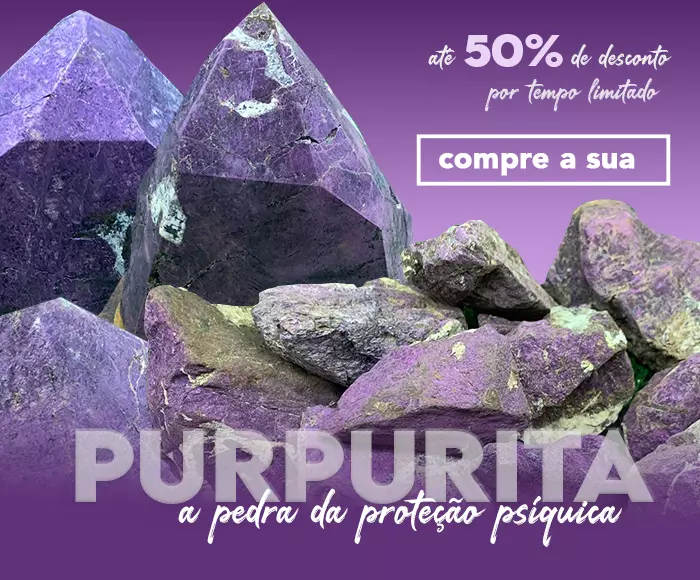 até 50% de desconto
por tempo limitado
compre a sua
PURPURITA
a pedra da proteção psíquica